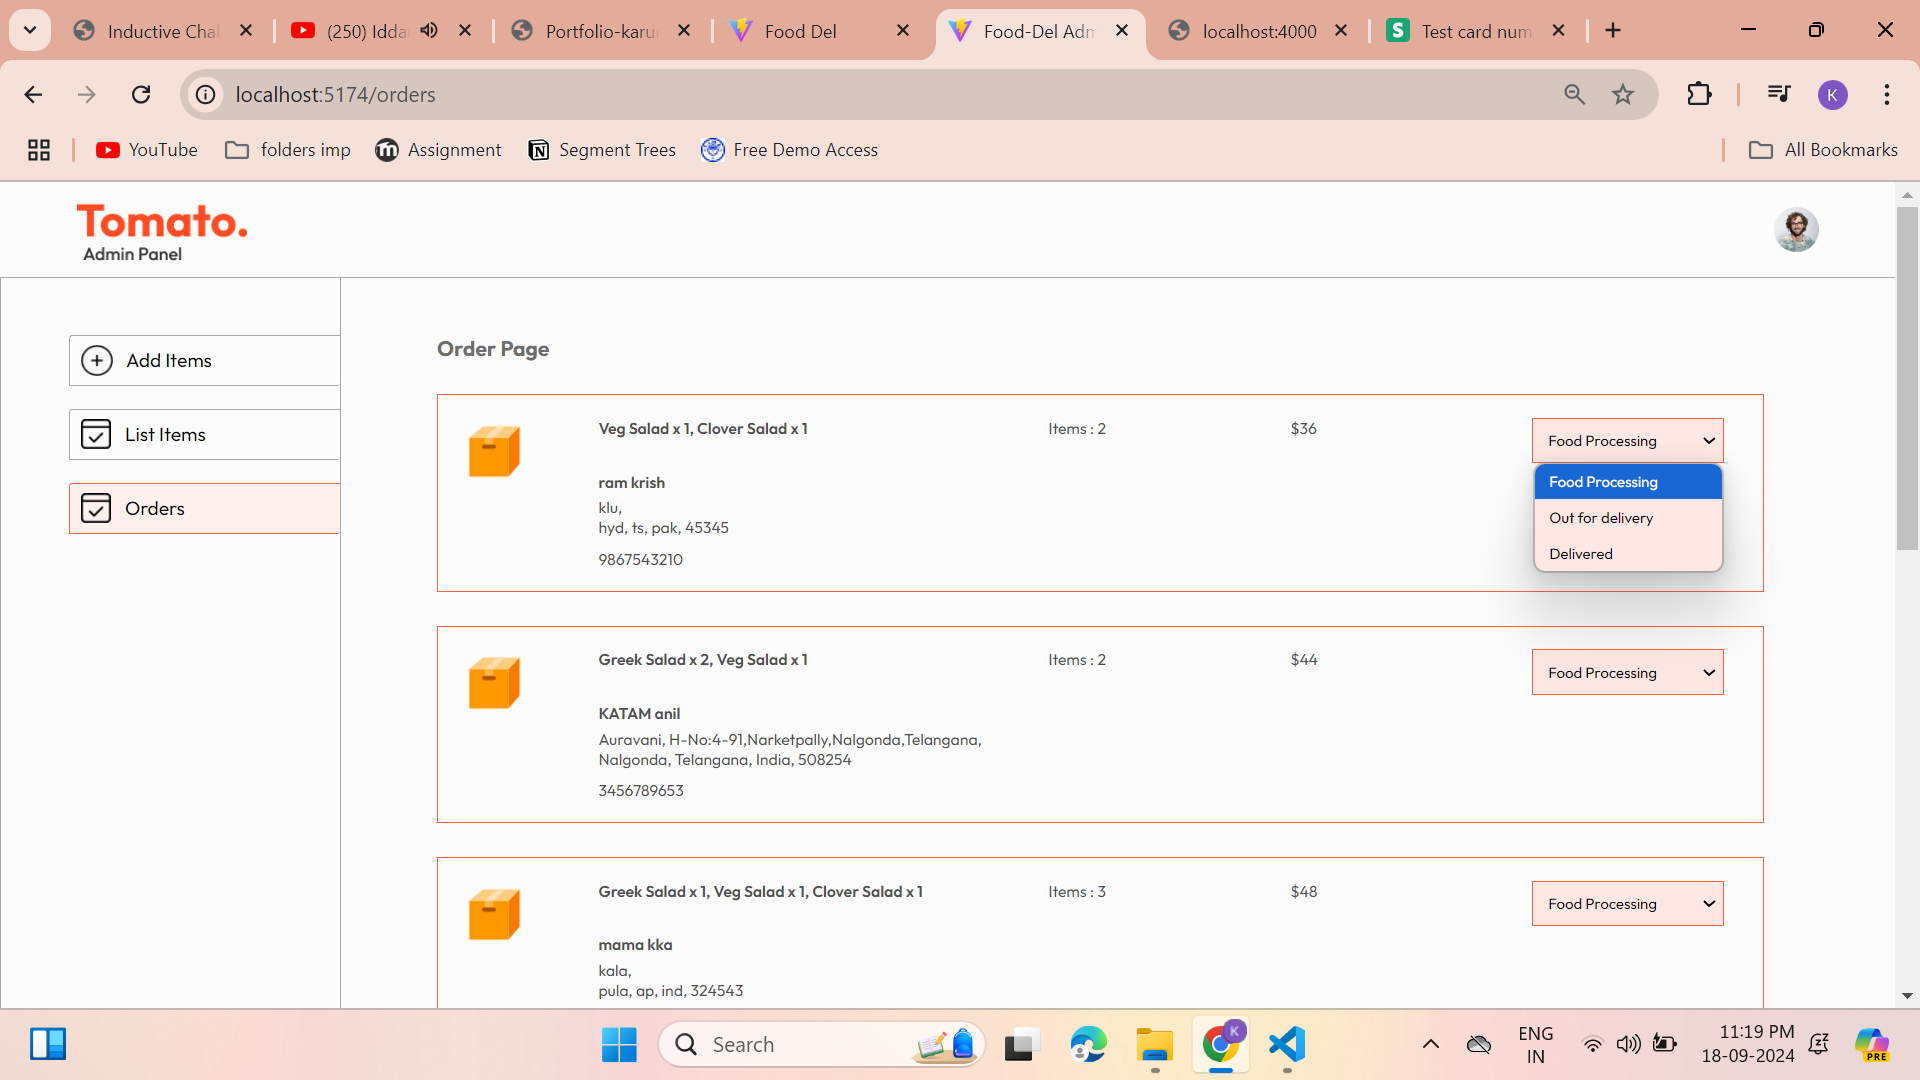 Inductive Chal
(250) Idda
Portfolio-karu
Food Del
Food-Del Adm
localhost:4000
S
Test card num
localhost:5174/orders
K
YouTube
folders imp
Assignment
Segment Trees
Free Demo Access
All Bookmarks
Tomato.
Admin Panel
Add Items
List Items
Orders
Order Page
Veg Salad x 1, Clover Salad x 1
Items : 2
$36
Food Processing
Food Processing
Out for delivery
Delivered
ram krish
klu,
hyd, ts, pak, 45345
9867543210
Greek Salad x 2, Veg Salad x 1
Items : 2
$44
Food Processing
KATAM anil
Auravani, H-No:4-91,Narketpally,Nalgonda,Telangana,
Nalgonda, Telangana, India, 508254
3456789653
Greek Salad x 1, Veg Salad x 1, Clover Salad x 1
Items : 3
$48
Food Processing
mama kka
kala,
pula, ap, ind, 324543
Search
K
ENG
IN
11:19 PM
18-09-2024
PRE